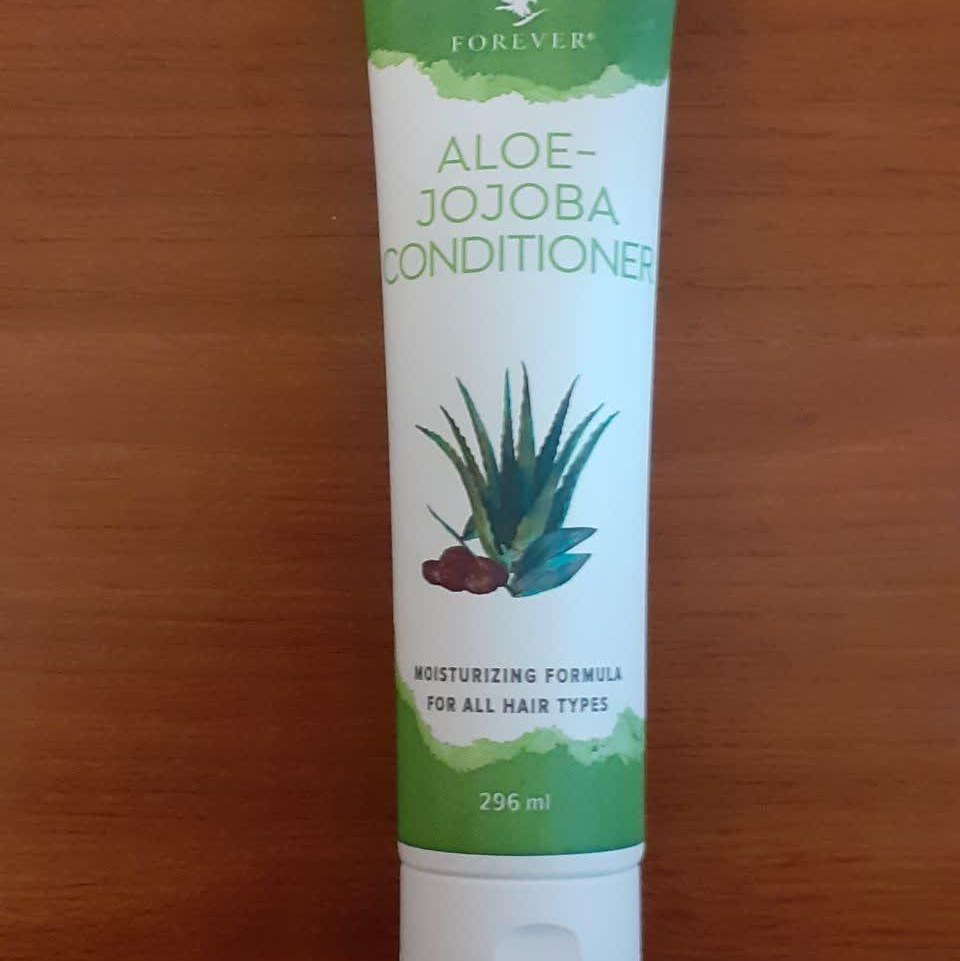 FOREVER®
ALOE-
JOJOBA
CONDITIONER
MOISTURIZING FORMULA
FOR ALL HAIR TYPES
296 ml